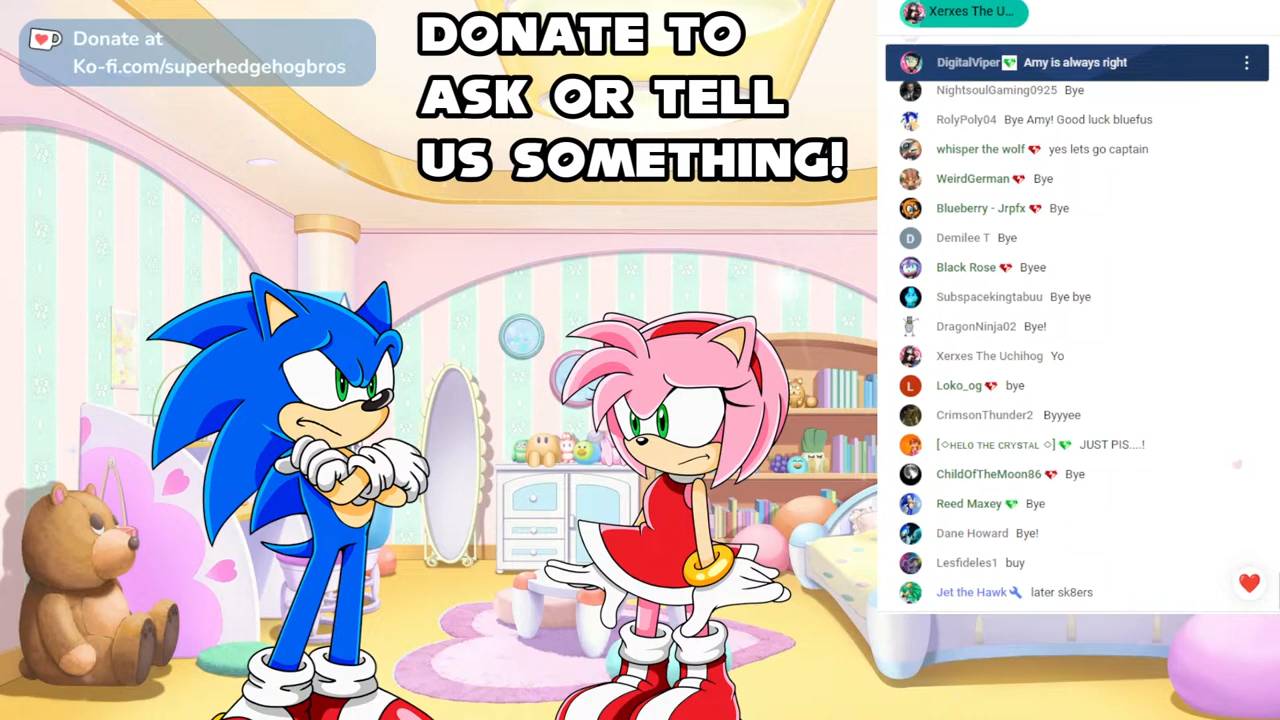 Donate at
Ko-fi.com/superhedgehogbros
DONATE TO
ASK OR TELL
US SOMETHING!
Xerxes The U...
DigitalViper Amy is always right
NightsoulGaming0925 Bye
RolyPoly04 Bye Amy! Good luck bluefus
whisper the wolf yes lets go captain
WeirdGerman Bye
Blueberry - Jrpfx Bye
D Demilee T Bye
Black Rose Byee
Subspacekingtabuu Bye bye
DragonNinja02 Bye!
Xerxes The Uchihog Yo
L Loko_og bye
CrimsonThunder2 Byyyee
[◇HELO THE CRYSTAL ◇] JUST PIS....!
ChildOfTheMoon86 Bye
Reed Maxey Bye
Dane Howard Bye!
Lesfideles1 buy
Jet the Hawk later sk8ers